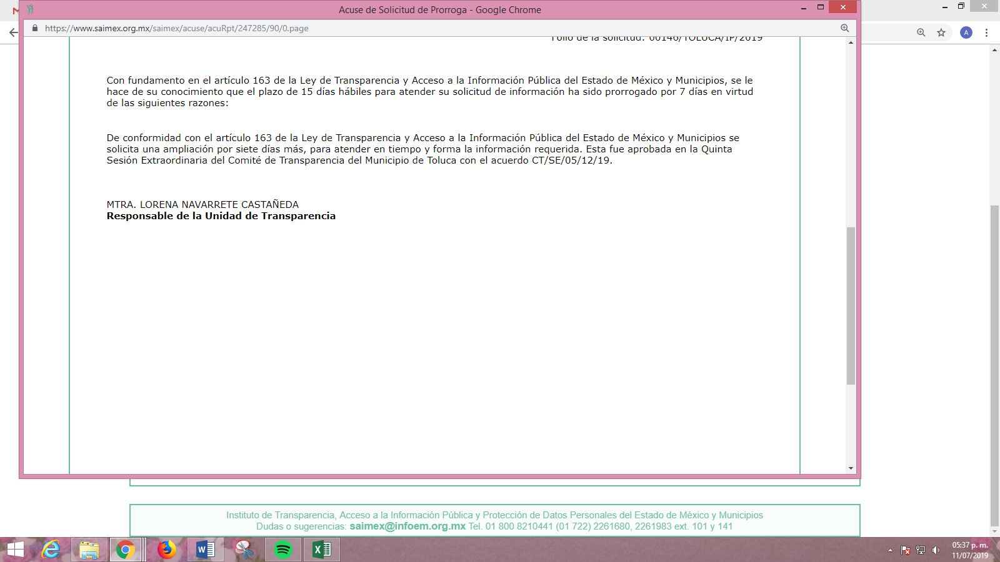 Acuse de Solicitud de Prorroga - Google Chrome
https://www.saimex.org.mx/saimex/acuse/acuRpt/247285/90/0.page
A
Folio de la solicitud: 00146/TOLUCA/IP/2019
Con fundamento en el artículo 163 de la Ley de Transparencia y Acceso a la Información Pública del Estado de México y Municipios, se le
hace de su conocimiento que el plazo de 15 días hábiles para atender su solicitud de información ha sido prorrogado por 7 días en virtud
de las siguientes razones:
De conformidad con el artículo 163 de la Ley de Transparencia y Acceso a la Información Pública del Estado de México y Municipios se
solicita una ampliación por siete días más, para atender en tiempo y forma la información requerida. Esta fue aprobada en la Quinta
Sesión Extraordinaria del Comité de Transparencia del Municipio de Toluca con el acuerdo CT/SE/05/12/19.
MTRA. LORENA NAVARRETE CASTAÑEDA
Responsable de la Unidad de Transparencia
Instituto de Transparencia, Acceso a la Información Pública y Protección de Datos Personales del Estado de México y Municipios
Dudas o sugerencias: saimex@infoem.org.mx Tel. 01 800 8210441 (01 722) 2261680, 2261983 ext. 101 y 141
05:37 p. m.
11/07/2019